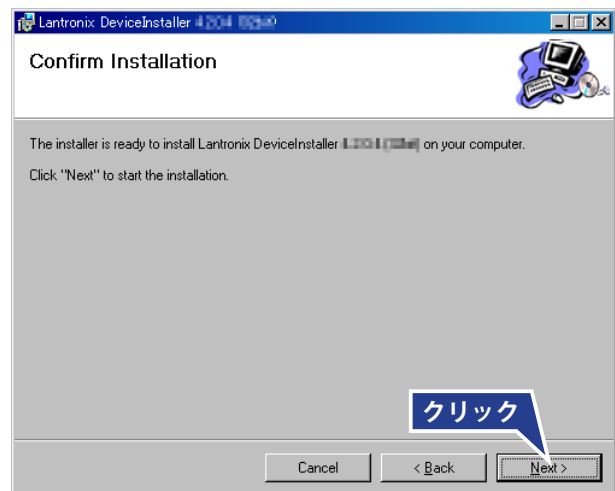 Lantronix DeviceInstaller
Confirm Installation
The installer is ready to install Lantronix DeviceInstaller on your computer.
Click "Next" to start the installation.
クリック
Cancel
< Back
Next >